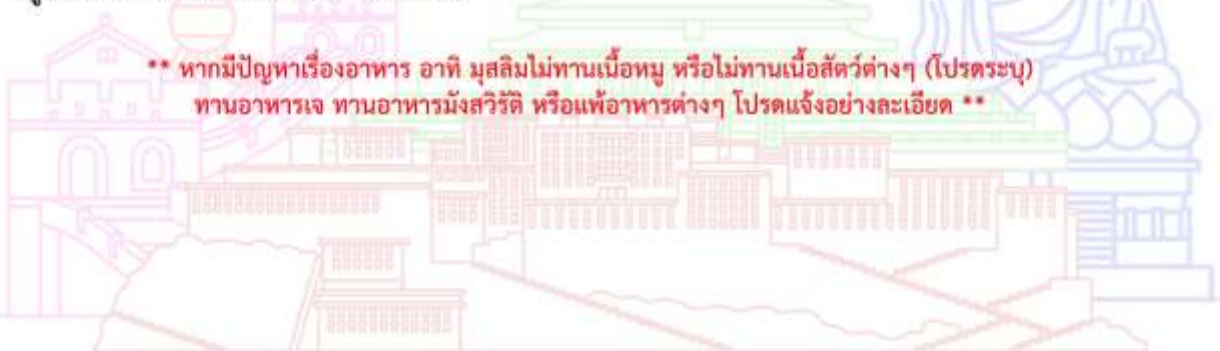 ** หากมีปัญหาเรื่องอาหาร อาทิ มุสลิมไม่ทานเนื้อหมู หรือไม่ทานเนื้อสัตว์ต่างๆ (โปรดระบุ)
ทานอาหารเจ ทานอาหารมังสวิรัติ หรือแพ้อาหารต่างๆ โปรดแจ้งอย่างละเอียด **